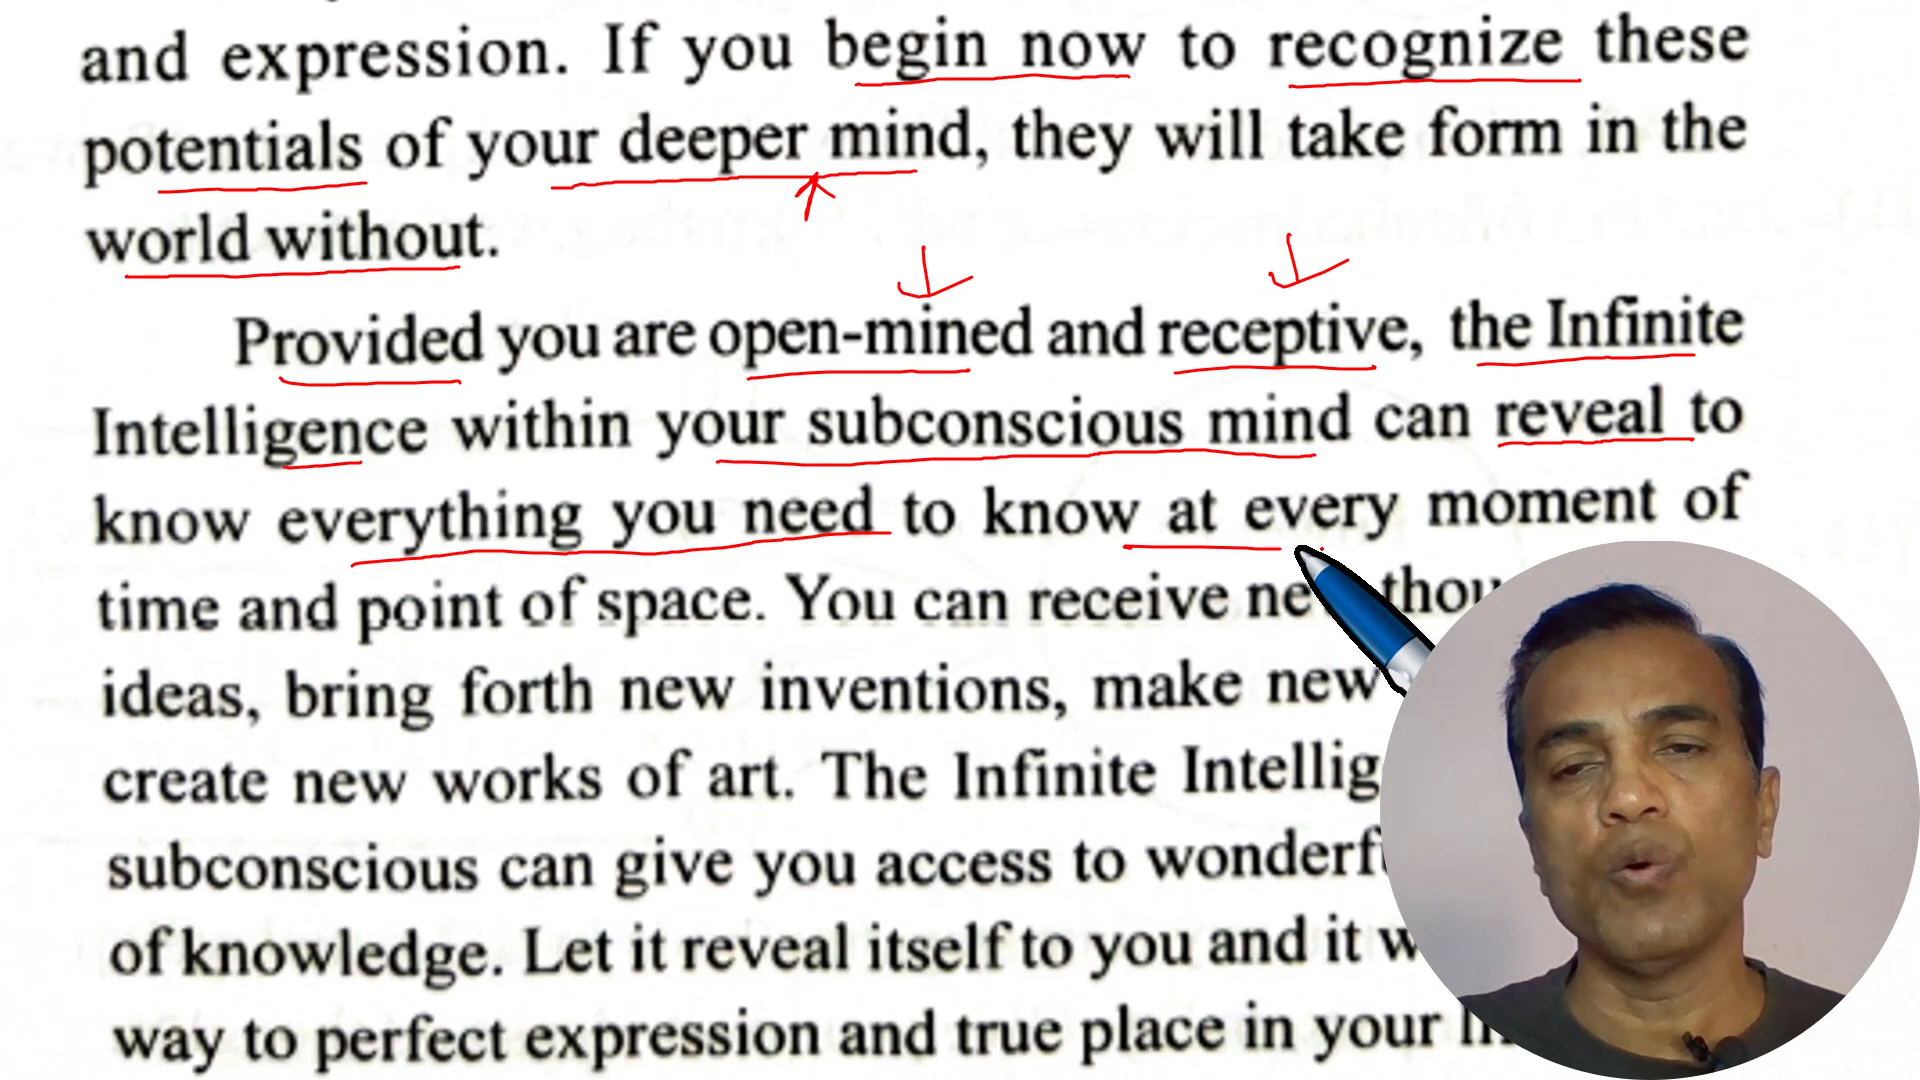 and expression. If you begin now to recognize these
potentials of your deeper mind, they will take form in the
world without.
Provided you are open-mined and receptive, the Infinite
Intelligence within your subconscious mind can reveal to
know everything you need to know at every moment of
time and point of space. You can receive
ideas, bring forth new inventions, make new
create new works of art. The Infinite
subconscious can give you access to
of knowledge. Let it reveal itself to you and it
way to perfect expression and true place in your